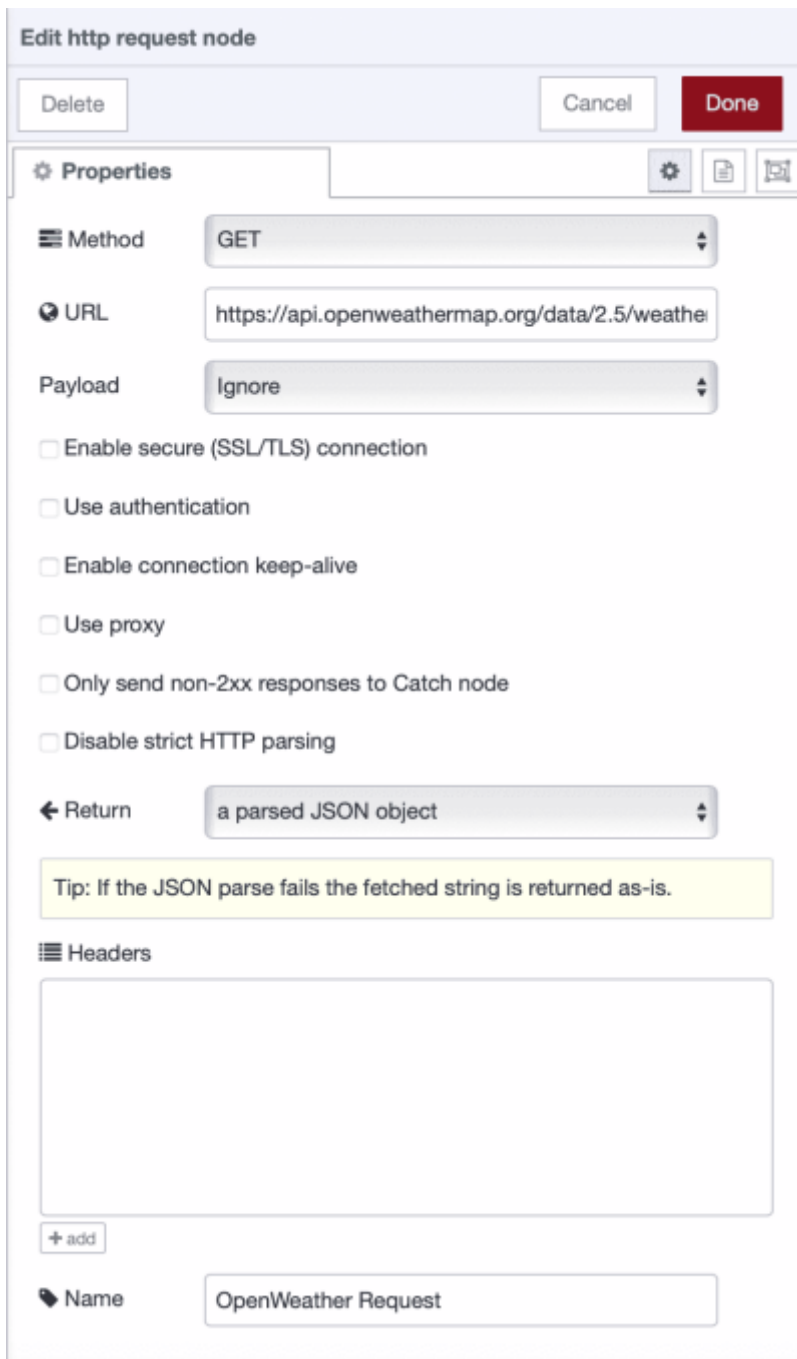 Edit http request node
Delete
Cancel
Done
Properties
Method
GET
URL
https://api.openweathermap.org/data/2.5/weathe
Payload
Ignore
Enable secure (SSL/TLS) connection
Use authentication
Enable connection keep-alive
Use proxy
Only send non-2xx responses to Catch node
Disable strict HTTP parsing
Return
a parsed JSON object
Tip: If the JSON parse fails the fetched string is returned as-is.
Headers
+ add
Name
OpenWeather Request